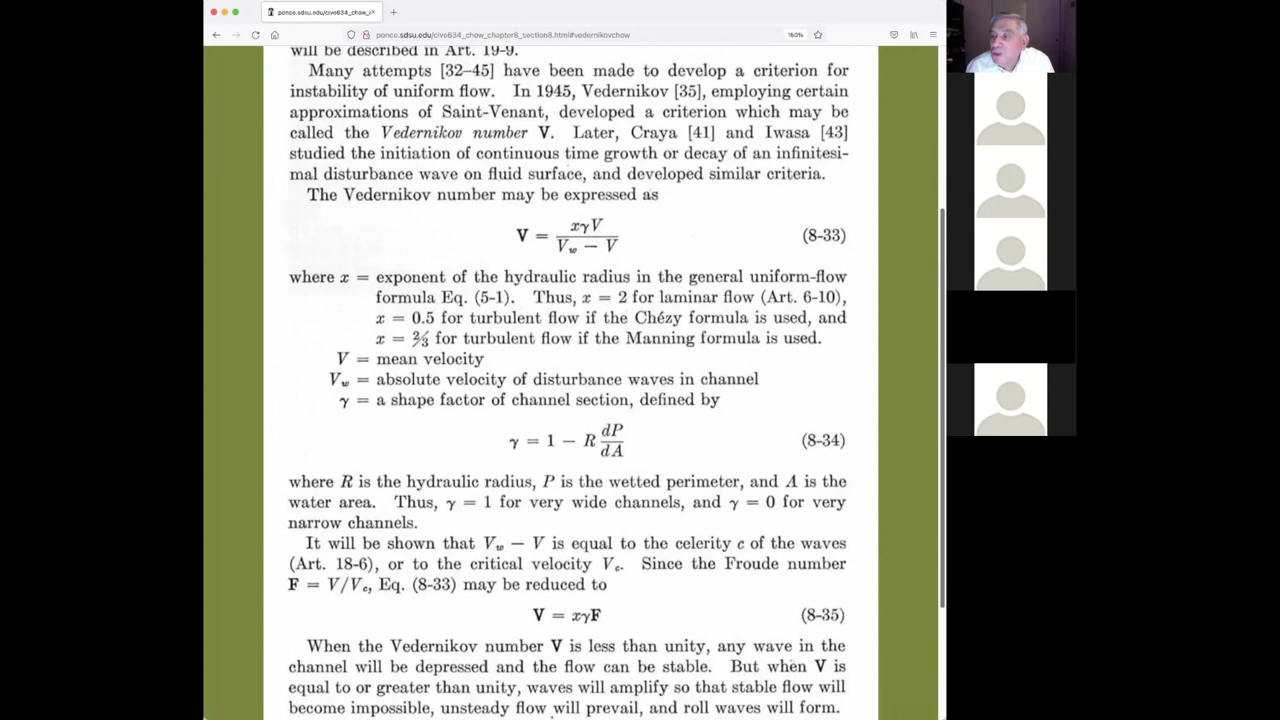 ponce.sdsu.edu/cive634_chow_c
ponce.sdsu.edu/cive634_chow_chapter8_section8.html#vedernikovchow
160%
will be described in Art. 19-9.
Many attempts [32–45] have been made to develop a criterion for
instability of uniform flow. In 1945, Vedernikov [35], employing certain
approximations of Saint-Venant, developed a criterion which may be
called the Vedernikov number V. Later, Craya [41] and Iwasa [43]
studied the initiation of continuous time growth or decay of an infinitesi-
mal disturbance wave on fluid surface, and developed similar criteria.
The Vedernikov number may be expressed as
V = xγV / (V_w − V) (8-33)
where x = exponent of the hydraulic radius in the general uniform-flow
formula Eq. (5-1). Thus, x = 2 for laminar flow (Art. 6-10),
x = 0.5 for turbulent flow if the Chézy formula is used, and
x = ⅔ for turbulent flow if the Manning formula is used.
V = mean velocity
V_w = absolute velocity of disturbance waves in channel
γ = a shape factor of channel section, defined by
γ = 1 − R dP/dA (8-34)
where R is the hydraulic radius, P is the wetted perimeter, and A is the
water area. Thus, γ = 1 for very wide channels, and γ = 0 for very
narrow channels.
It will be shown that V_w − V is equal to the celerity c of the waves
(Art. 18-6), or to the critical velocity V_c. Since the Froude number
F = V/V_c, Eq. (8-33) may be reduced to
V = xγF (8-35)
When the Vedernikov number V is less than unity, any wave in the
channel will be depressed and the flow can be stable. But when V is
equal to or greater than unity, waves will amplify so that stable flow will
become impossible, unsteady flow will prevail, and roll waves will form.